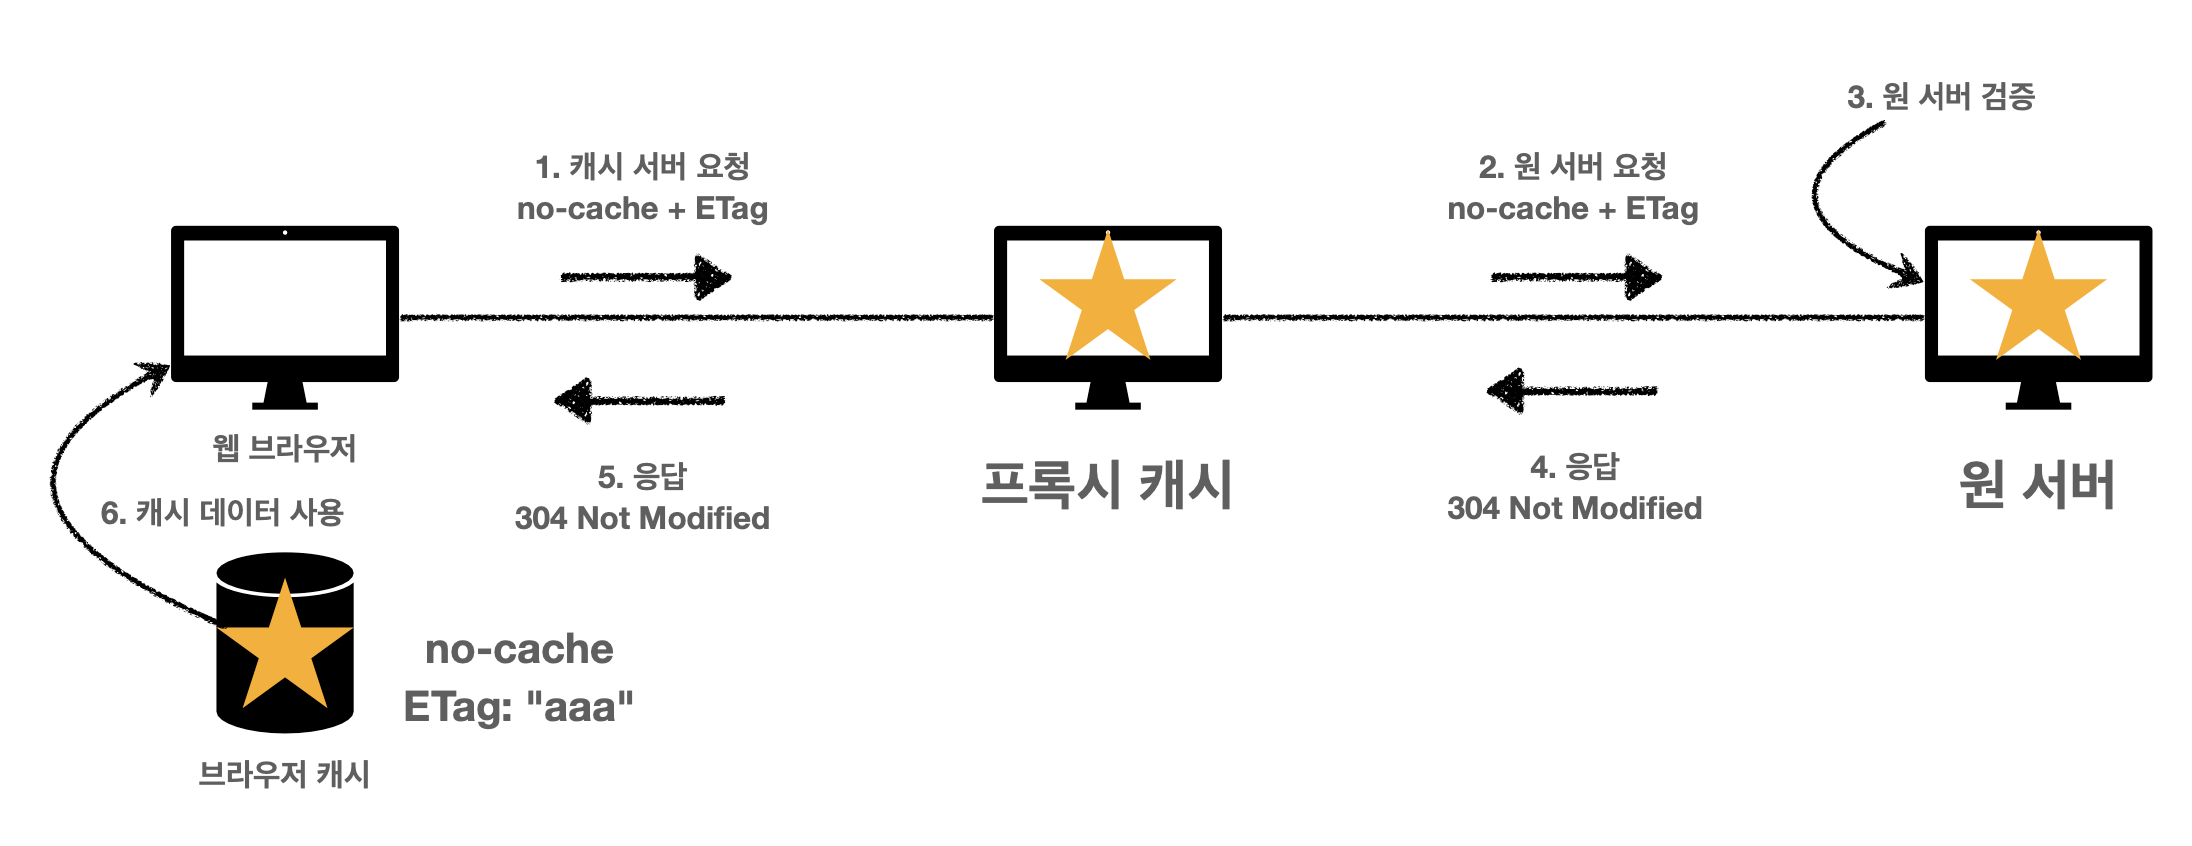 3. 원 서버 검증
1. 캐시 서버 요청
no-cache + ETag
2. 원 서버 요청
no-cache + ETag
웹 브라우저
5. 응답
304 Not Modified
프록시 캐시
4. 응답
304 Not Modified
원 서버
6. 캐시 데이터 사용
no-cache
ETag: "aaa"
브라우저 캐시